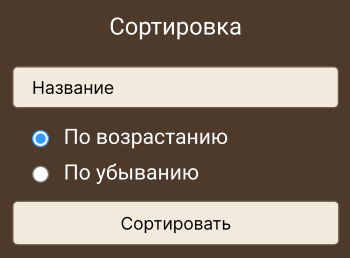 Сортировка
Название
По возрастанию
По убыванию
Сортировать